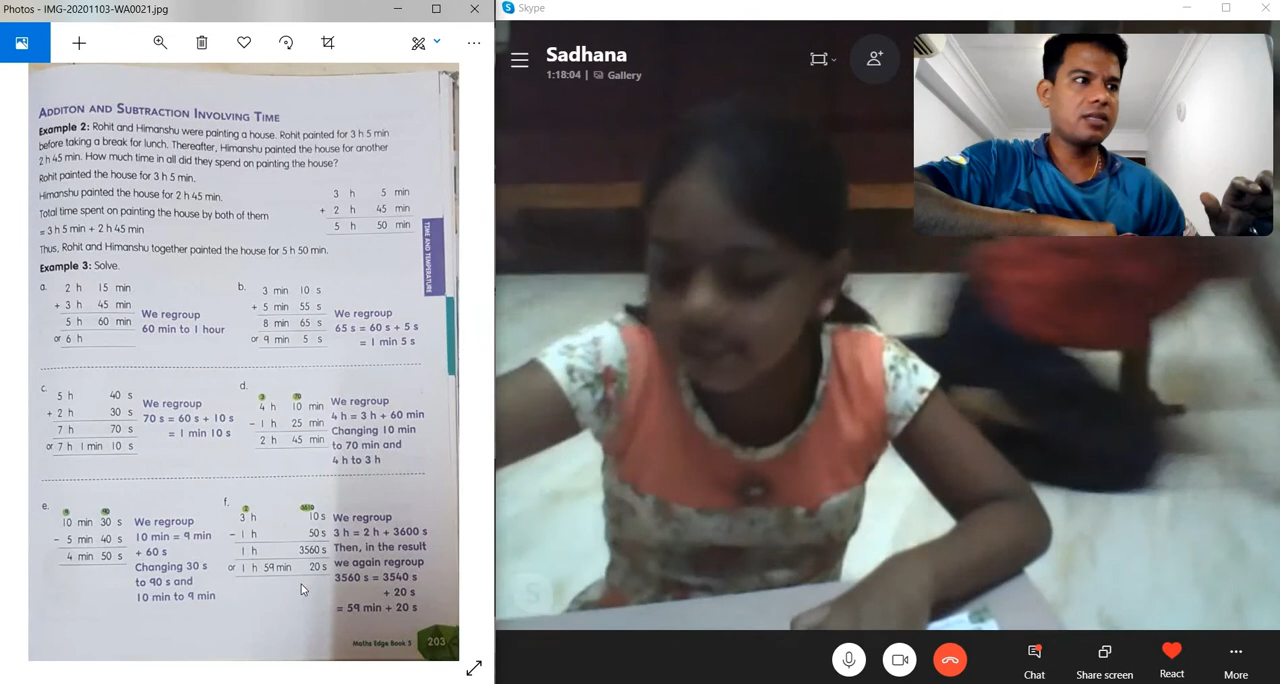 Photos - IMG-20201103-WA0021.jpg
Skype
Sadhana
1:18:04 | Gallery
ADDITON AND SUBTRACTION INVOLVING TIME
Example 2: Rohit and Himanshu were painting a house. Rohit painted for 3 h 5 min
before taking a break for lunch. Thereafter, Himanshu painted the house for another
2 h 45 min. How much time in all did they spend on painting the house?
Rohit painted the house for 3 h 5 min.
Himanshu painted the house for 2 h 45 min.
Total time spent on painting the house by both of them
= 3 h 5 min + 2 h 45 min
3 h 5 min
+ 2 h 45 min
5 h 50 min
Thus, Rohit and Himanshu together painted the house for 5 h 50 min.
TIME AND TEMPERATURE
Example 3: Solve.
a.
2 h 15 min
+ 3 h 45 min
5 h 60 min
or 6 h
We regroup
60 min to 1 hour
b.
3 min 10 s
+ 5 min 55 s
8 min 65 s
or 9 min 5 s
We regroup
65 s = 60 s + 5 s
= 1 min 5 s
c.
5 h 40 s
+ 2 h 30 s
7 h 70 s
or 7 h 1 min 10 s
We regroup
70 s = 60 s + 10 s
= 1 min 10 s
d.
3 70
4 h 10 min
- 1 h 25 min
2 h 45 min
We regroup
4 h = 3 h + 60 min
Changing 10 min
to 70 min and
4 h to 3 h
e.
9 90
10 min 30 s
- 5 min 40 s
4 min 50 s
We regroup
10 min = 9 min
+ 60 s
Changing 30 s
to 90 s and
10 min to 9 min
f.
2 3610
3 h 10 s
- 1 h 50 s
1 h 3560 s
or 1 h 59 min 20 s
We regroup
3 h = 2 h + 3600 s
Then, in the result
we again regroup
3560 s = 3540 s
+ 20 s
= 59 min + 20 s
Maths Edge Book 3 203
Chat
Share screen
React
More